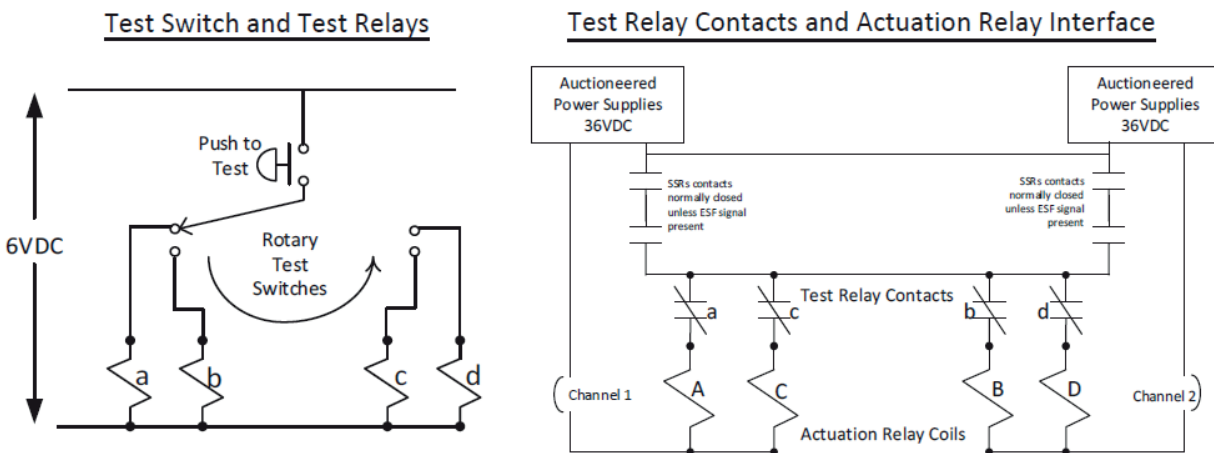 Test Switch and Test Relays
Test Relay Contacts and Actuation Relay Interface
Push to
Test
6VDC
Rotary
Test
Switches
a
b
c
d
Auctioneered
Power Supplies
36VDC
Auctioneered
Power Supplies
36VDC
SSRs contacts
normally closed
unless ESF signal
present
SSRs contacts
normally closed
unless ESF signal
present
Test Relay Contacts
a
c
b
d
Channel 1
A
C
B
D
Channel 2
Actuation Relay Coils